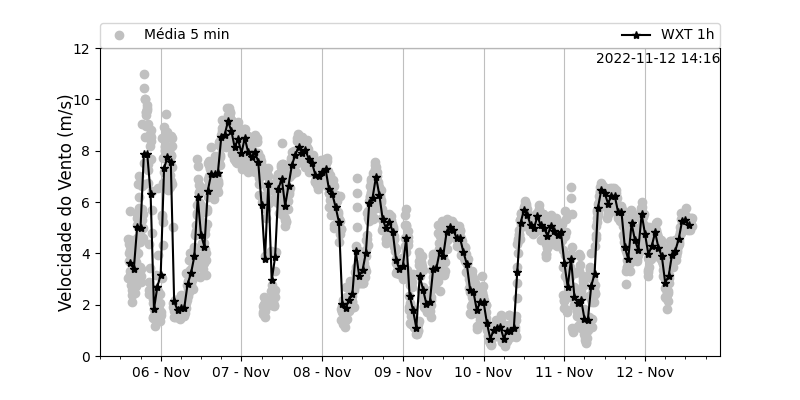 Média 5 min
WXT 1h
2022-11-12 14:16
Velocidade do Vento (m/s)
12
10
8
6
4
2
0
06 - Nov
07 - Nov
08 - Nov
09 - Nov
10 - Nov
11 - Nov
12 - Nov